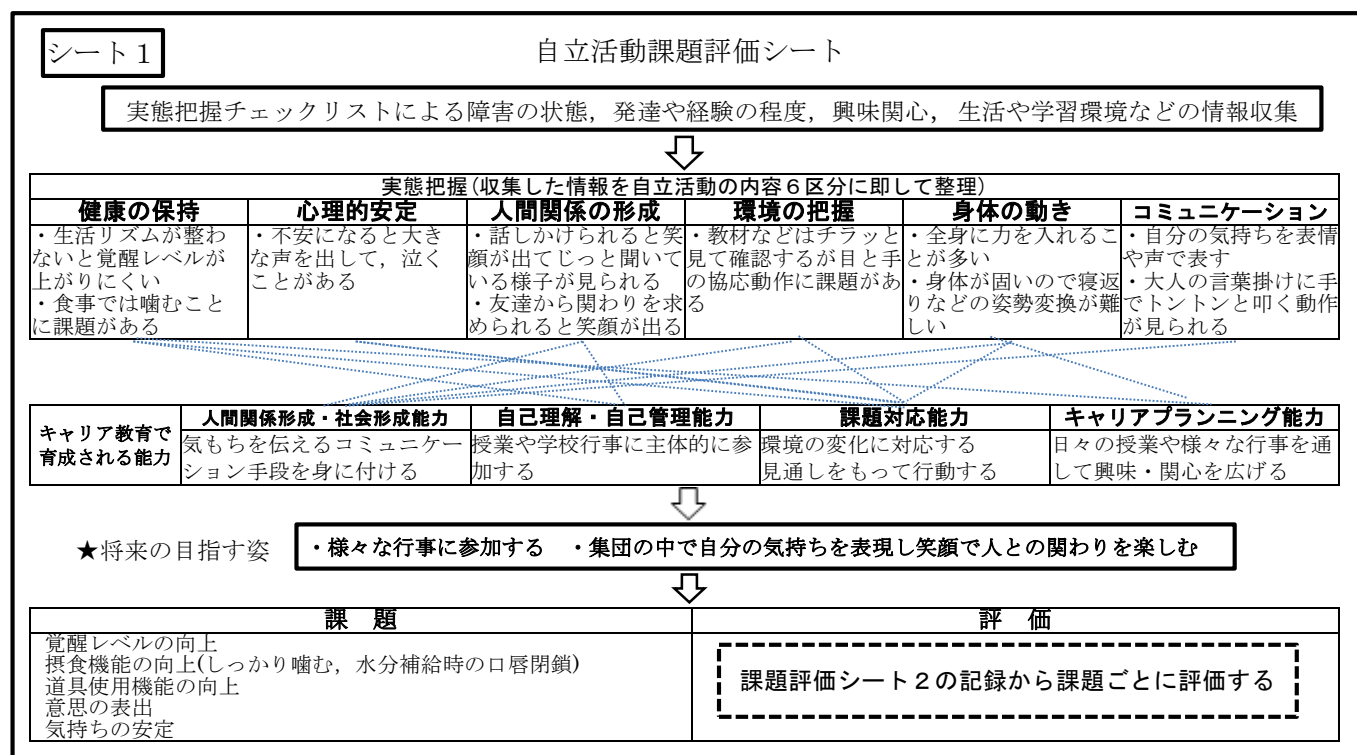 シート１
自立活動課題評価シート
実態把握チェックリストによる障害の状態，発達や経験の程度，興味関心， 生活や学習環境などの情報収集
実態把握(収集した情報を自立活動の内容６区分に即して整理)
健康の保持
・生活リズムが整わ
ないと覚醒レベルが
上がりにくい
・食事では噛むこと
に課題がある
心理的安定
・不安になると大き
な声を出して，泣く
ことがある
人間関係の形成
・話しかけられると笑
顔が出てじっと聞いて
いる様子が見られる
・友達から関わりを求
められると笑顔が出る
環境の把握
・教材などはチラッと
見て確認するが目と手
の協応動作に課題があ
る
身体の動き
・全身に力を入れるこ
とが多い
・身体が固いので寝返
りなどの姿勢変換が難
しい
コミュニケーション
・自分の気持ちを表情
や声で表す
・大人の言葉掛けに手
でトントンと叩く動作
が見られる
キャリア教育で
育成される能力
人間関係形成・社会形成能力
気もちを伝えるコミュニケー
ション手段を身に付ける
自己理解・自己管理能力
授業や学校行事に主体的に参
加する
課題対応能力
環境の変化に対応する
見通しをもって行動する
キャリアプランニング能力
日々の授業や様々な行事を通
して興味・関心を広げる
★将来の目指す姿
・様々な行事に参加する ・集団の中で自分の気持ちを表現し笑顔で人との関わりを楽しむ
課 題
覚醒レベルの向上
摂食機能の向上(しっかり噛む，水分補給時の口唇閉鎖)
道具使用機能の向上
意思の表出
気持ちの安定
評 価
課題評価シート２の記録から課題ごとに評価する